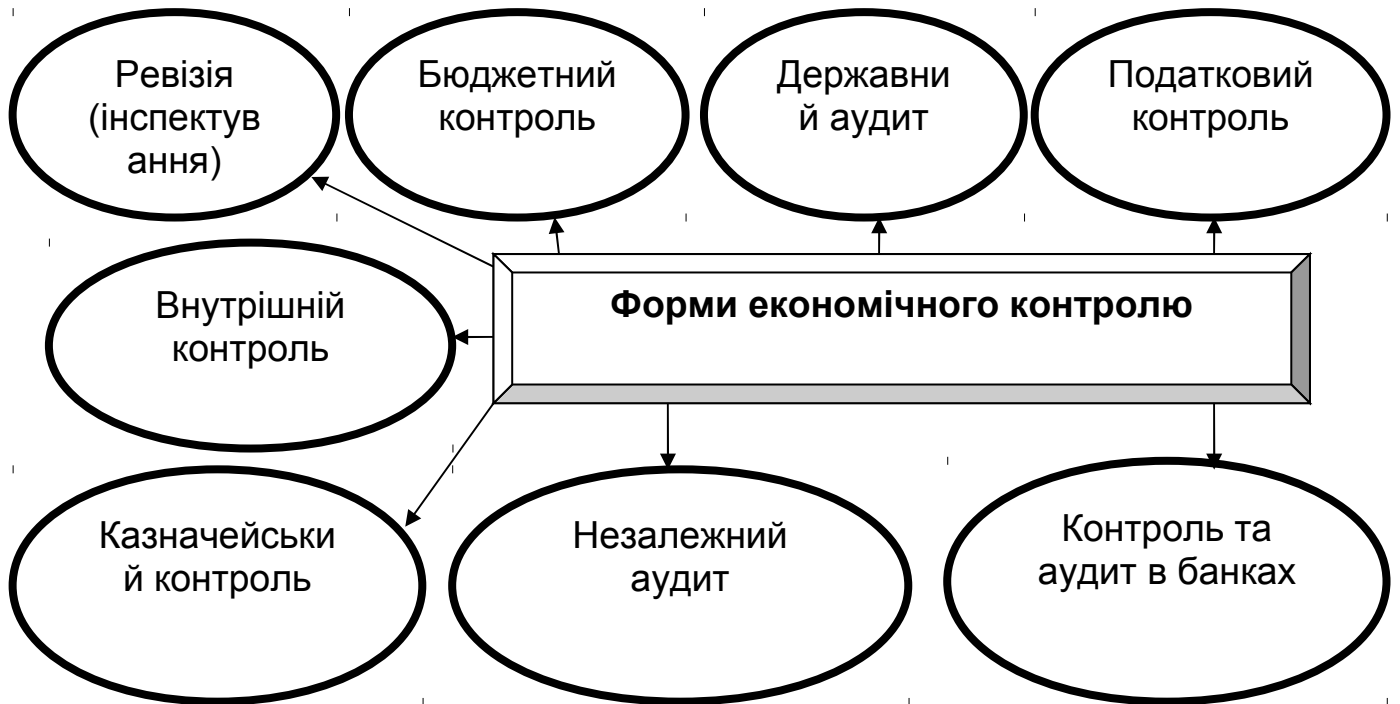 Ревізія
(інспектув
ання)
Бюджетний
контроль
Державни
й аудит
Податковий
контроль
Внутрішній
контроль
Форми економічного контролю
Казначейськи
й контроль
Незалежний
аудит
Контроль та
аудит в банках